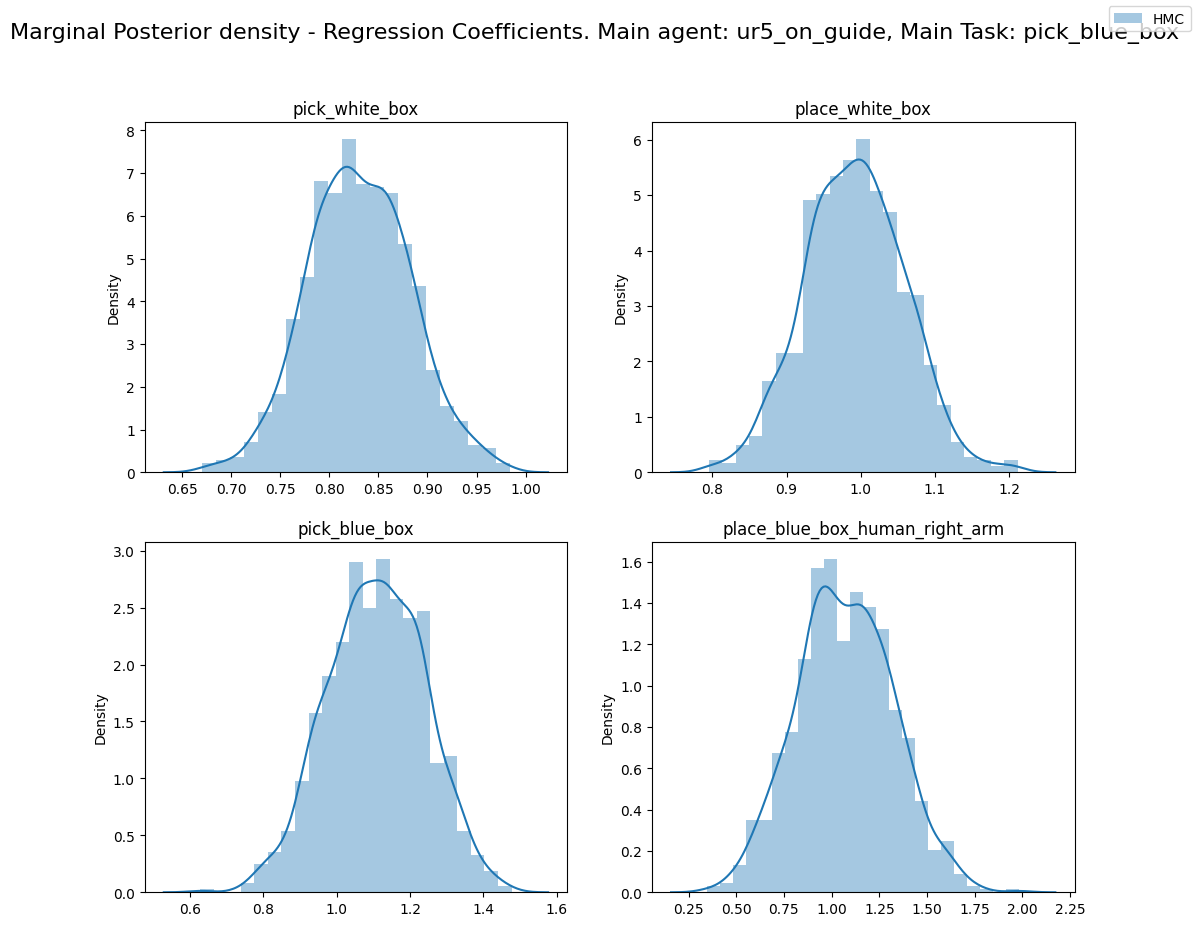 HMC
Marginal Posterior density - Regression Coefficients. Main agent: ur5_on_guide, Main Task: pick_blue_box
pick_white_box
8
7
6
5
4
3
2
1
0
Density
0.65 0.70 0.75 0.80 0.85 0.90 0.95 1.00
place_white_box
6
5
4
3
2
1
0
Density
0.8 0.9 1.0 1.1 1.2
pick_blue_box
3.0
2.5
2.0
1.5
1.0
0.5
0.0
Density
0.6 0.8 1.0 1.2 1.4 1.6
place_blue_box_human_right_arm
1.6
1.4
1.2
1.0
0.8
0.6
0.4
0.2
0.0
Density
0.25 0.50 0.75 1.00 1.25 1.50 1.75 2.00 2.25